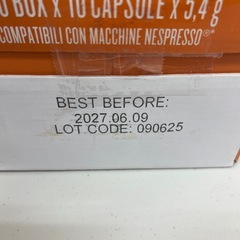 0 BOX X 10 CAPSULE X 5,4 g
COMPATIBILI CON MACCHINE NESPRESSO®*
BEST BEFORE:
2027.06.09
LOT CODE: 090625